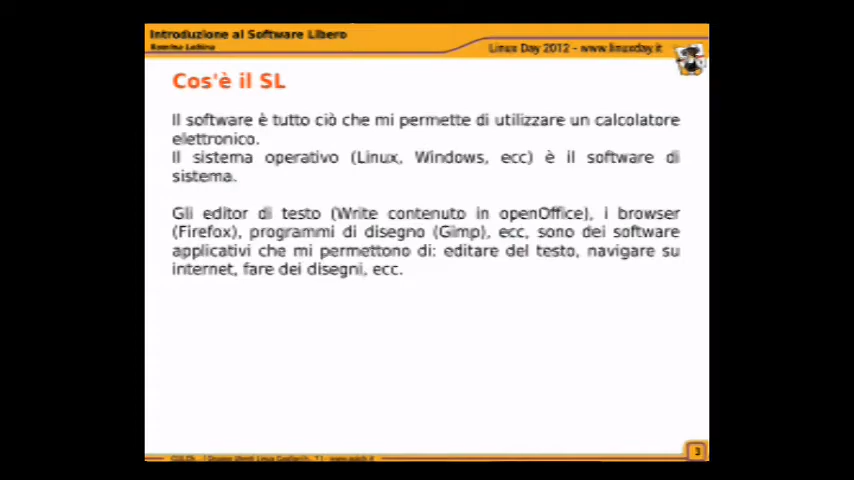 Introduzione al Software Libero
Linux Day 2012 - www.linuxday.it
Cos'è il SL
Il software è tutto ciò che mi permette di utilizzare un calcolatore
elettronico.
Il sistema operativo (Linux, Windows, ecc) è il software di
sistema.
Gli editor di testo (Write contenuto in openOffice), i browser
(Firefox), programmi di disegno (Gimp), ecc, sono dei software
applicativi che mi permettono di: editare del testo, navigare su
internet, fare dei disegni, ecc.
3